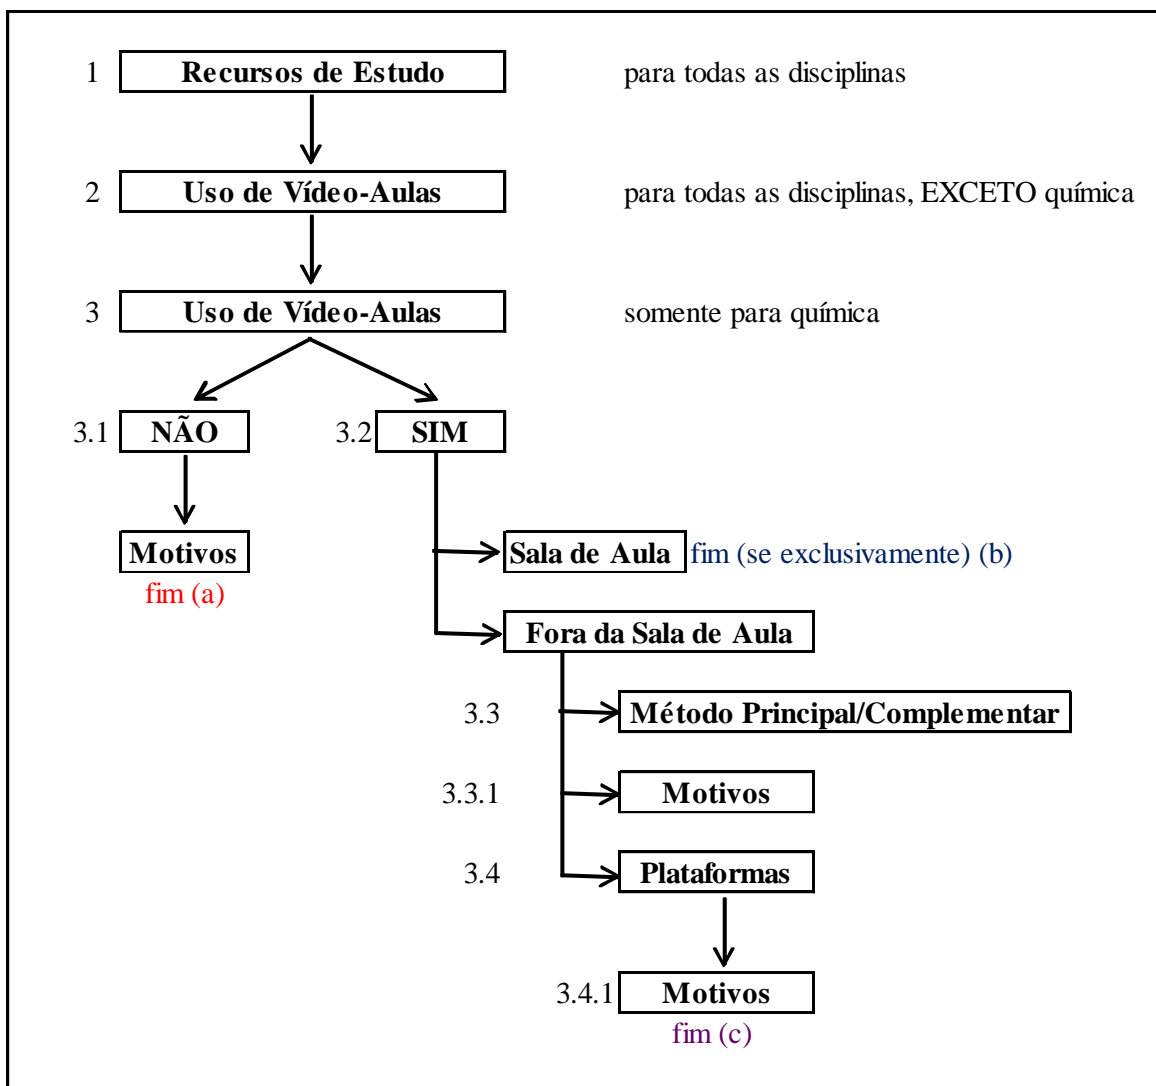 1 Recursos de Estudo para todas as disciplinas
2 Uso de Vídeo-Aulas para todas as disciplinas, EXCETO química
3 Uso de Vídeo-Aulas somente para química
3.1 NÃO 3.2 SIM
Motivos Sala de Aula fim (se exclusivamente) (b)
fim (a)
Fora da Sala de Aula
3.3 Método Principal/Complementar
3.3.1 Motivos
3.4 Plataformas
3.4.1 Motivos
fim (c)